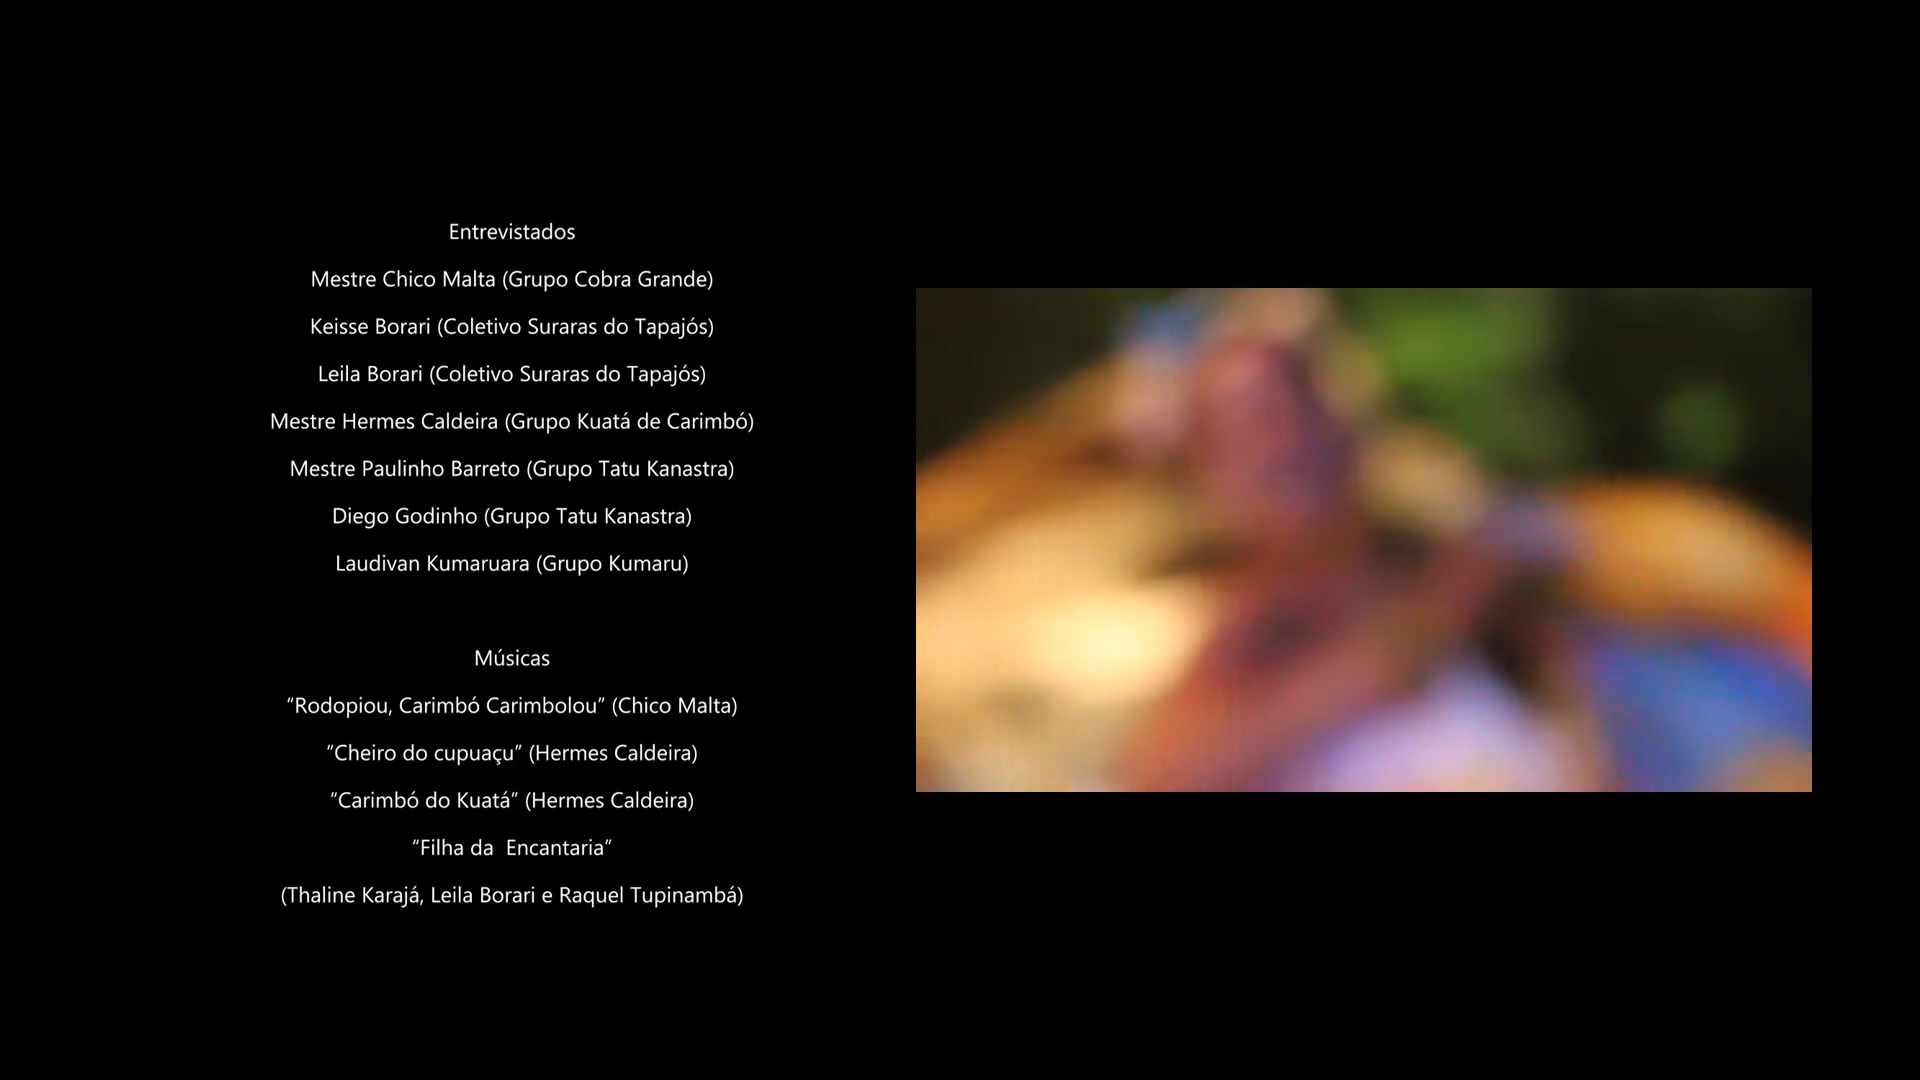 Entrevistados
Mestre Chico Malta (Grupo Cobra Grande)
Keisse Borari (Coletivo Suraras do Tapajós)
Leila Borari (Coletivo Suraras do Tapajós)
Mestre Hermes Caldeira (Grupo Kuatá de Carimbó)
Mestre Paulinho Barreto (Grupo Tatu Kanastra)
Diego Godinho (Grupo Tatu Kanastra)
Laudivan Kumaruara (Grupo Kumaru)
Músicas
“Rodopiou, Carimbó Carimbolou” (Chico Malta)
“Cheiro do cupuaçu” (Hermes Caldeira)
“Carimbó do Kuatá” (Hermes Caldeira)
“Filha da  Encantaria”
(Thaline Karajá, Leila Borari e Raquel Tupinambá)